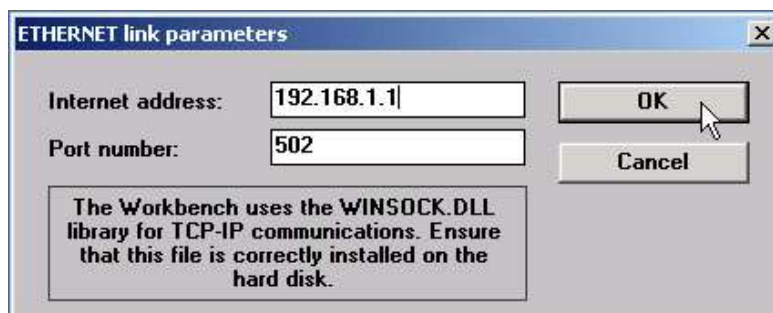 ETHERNET link parameters
Internet address: 192.168.1.1 OK
Port number: 502
Cancel
The Workbench uses the WINSOCK.DLL
library for TCP-IP communications. Ensure
that this file is correctly installed on the
hard disk.